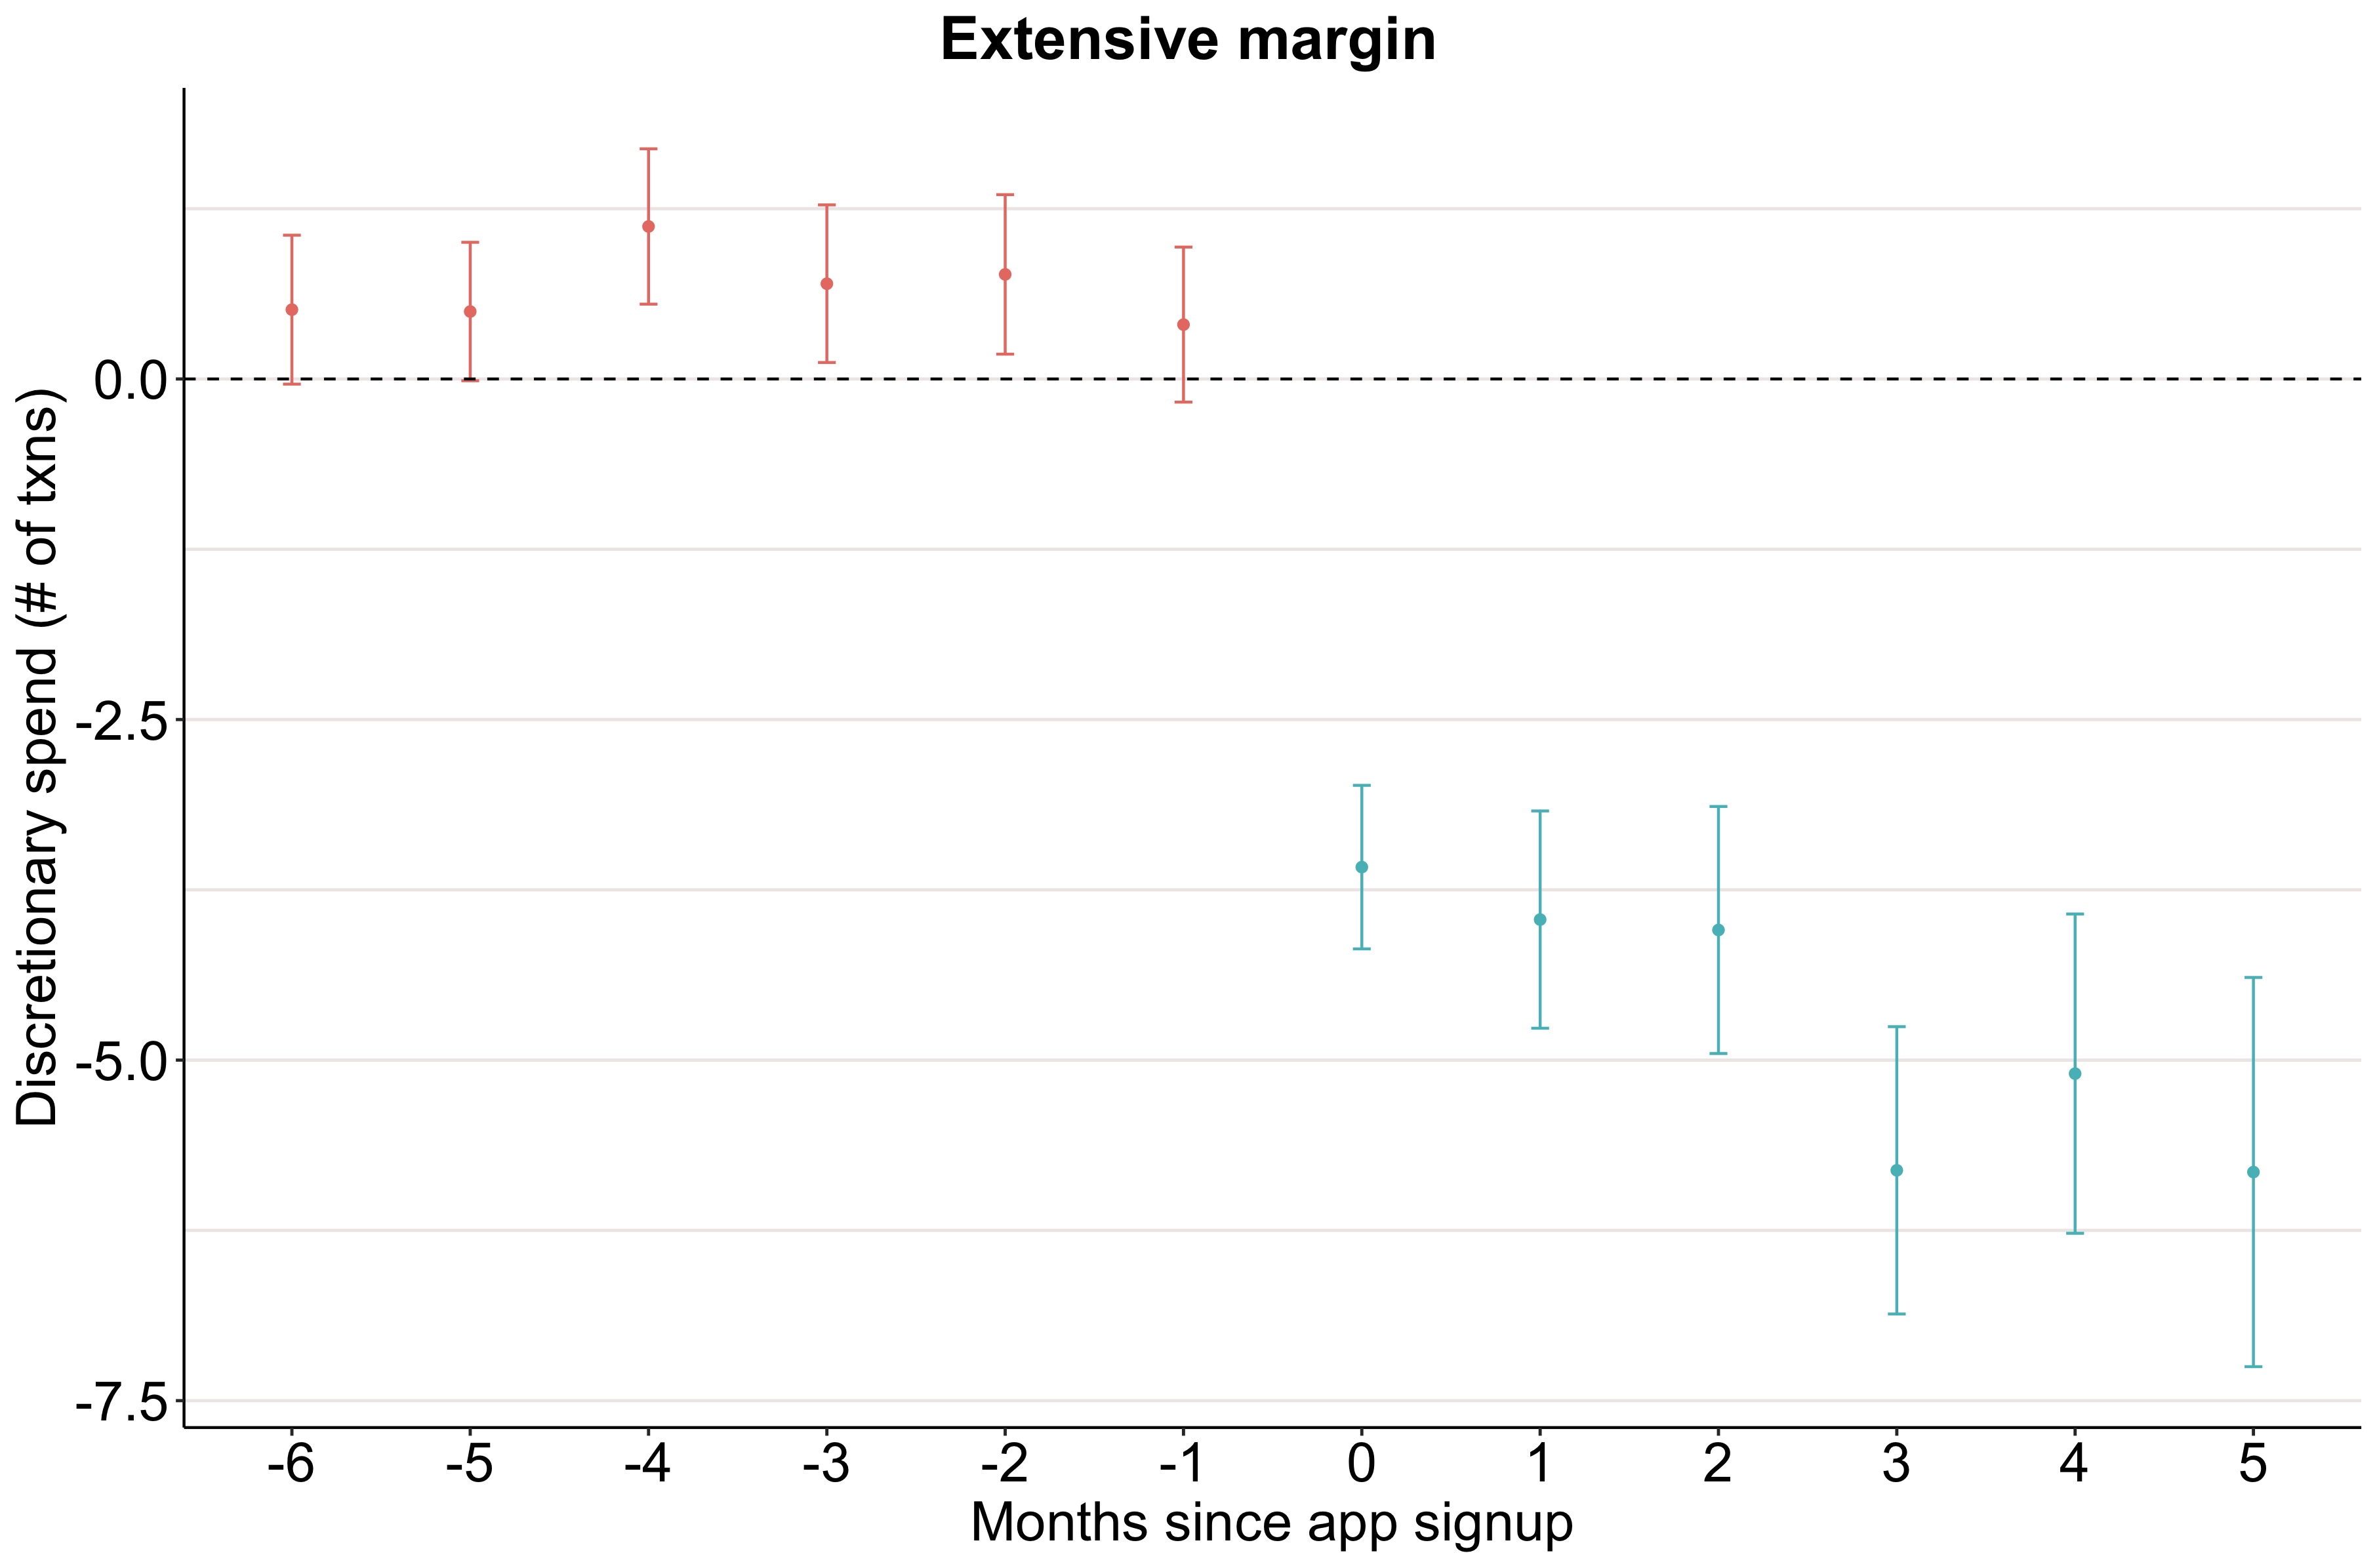 Extensive margin
Discretionary spend (# of txns)
0.0
-2.5
-5.0
-7.5
-6 -5 -4 -3 -2 -1 0 1 2 3 4 5
Months since app signup